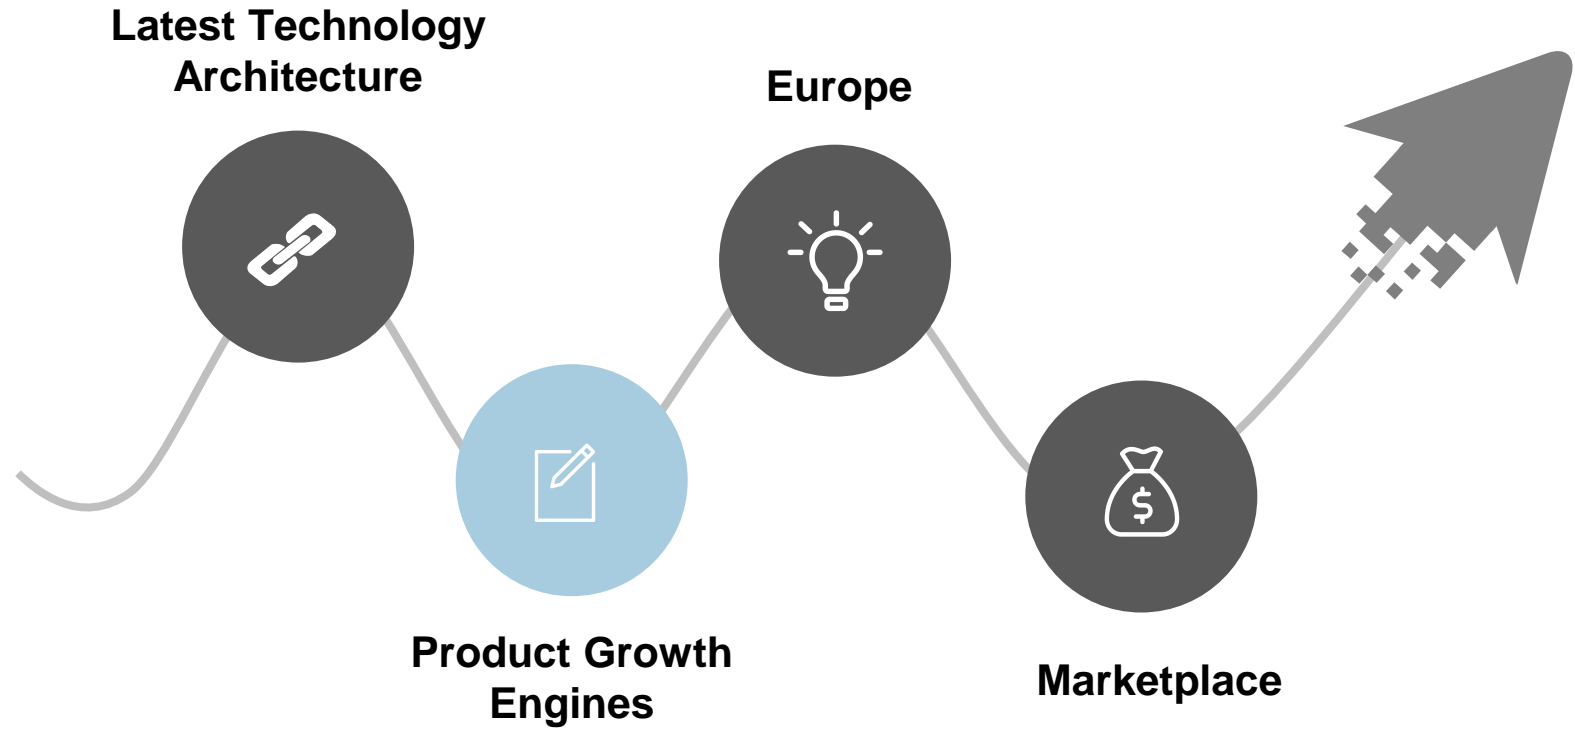 Latest Technology
Architecture
Europe
$
Product Growth
Engines
Marketplace